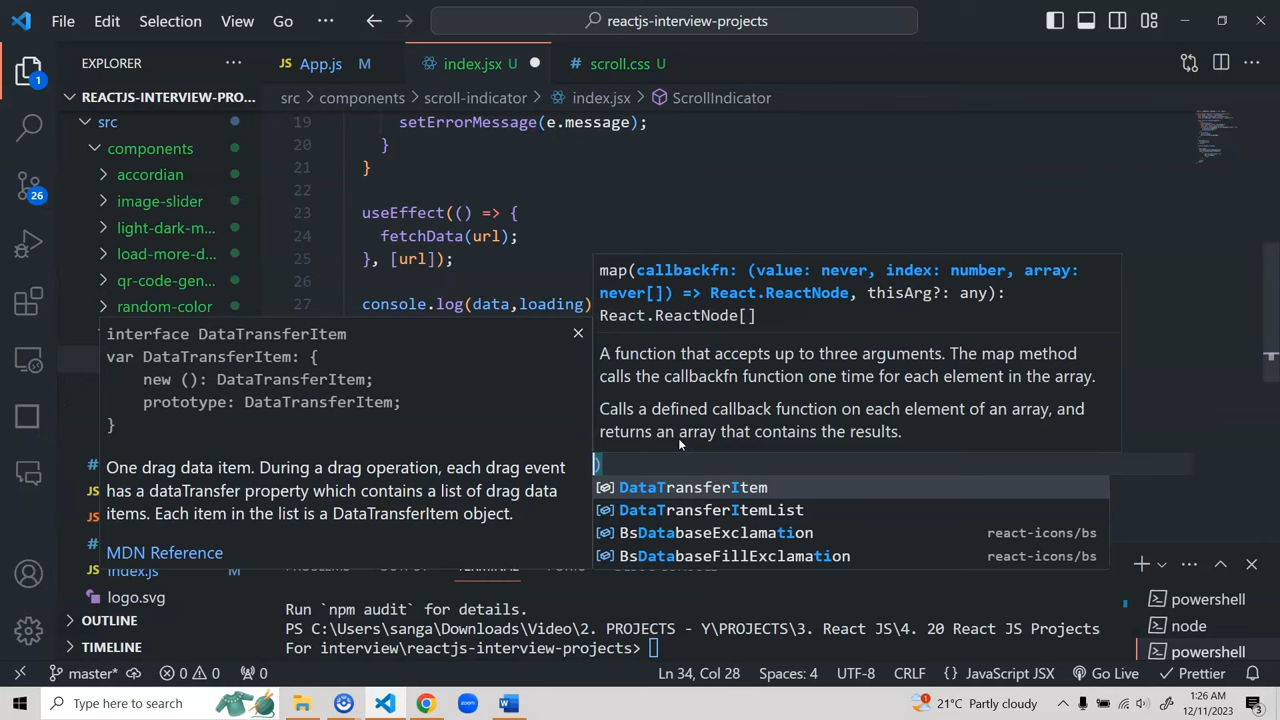 File Edit Selection View Go ··· reactjs-interview-projects
EXPLORER ···
JS App.js M index.jsx U # scroll.css U ···
REACTJS-INTERVIEW-PRO...
src > components > scroll-indicator > index.jsx > ScrollIndicator
src
components
accordian
image-slider
light-dark-m...
load-more-d...
qr-code-gen...
random-color
19 setErrorMessage(e.message);
20 }
21 }
22
23 useEffect(() => {
24 fetchData(url);
25 }, [url]);
26
27 console.log(data,loading)
map(callbackfn: (value: never, index: number, array:
never[]) => React.ReactNode, thisArg?: any):
React.ReactNode[]
A function that accepts up to three arguments. The map method
calls the callbackfn function one time for each element in the array.
Calls a defined callback function on each element of an array, and
returns an array that contains the results.
interface DataTransferItem
var DataTransferItem: {
new (): DataTransferItem;
prototype: DataTransferItem;
}
One drag data item. During a drag operation, each drag event
has a dataTransfer property which contains a list of drag data
items. Each item in the list is a DataTransferItem object.
MDN Reference
)
DataTransferItem
DataTransferItemList
BsDatabaseExclamation react-icons/bs
BsDatabaseFillExclamation react-icons/bs
#
JS
#
JS index.js M
logo.svg
OUTLINE
TIMELINE
1
26
Run `npm audit` for details.
PS C:\Users\sanga\Downloads\Video\2. PROJECTS - Y\PROJECTS\3. React JS\4. 20 React JS Projects
For interview\reactjs-interview-projects>
··· 
powershell
node
powershell
master* 0 0 0 Ln 34, Col 28 Spaces: 4 UTF-8 CRLF {} JavaScript JSX Go Live Prettier
Type here to search zoom W 1 21°C Partly cloudy 1:26 AM
12/11/2023 3